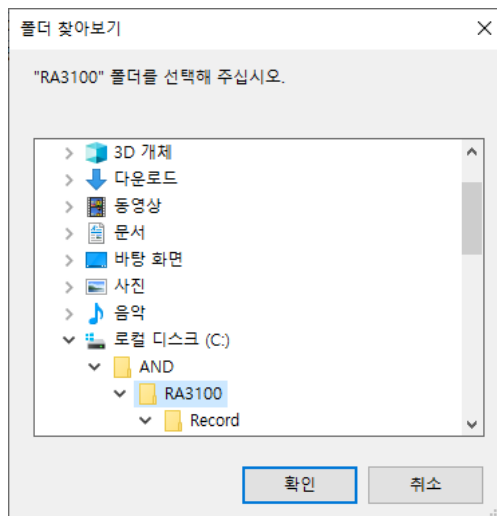 폴더 찾아보기
"RA3100" 폴더를 선택해 주십시오.
3D 개체
다운로드
동영상
문서
바탕 화면
사진
음악
로컬 디스크 (C:)
AND
RA3100
Record
확인 취소